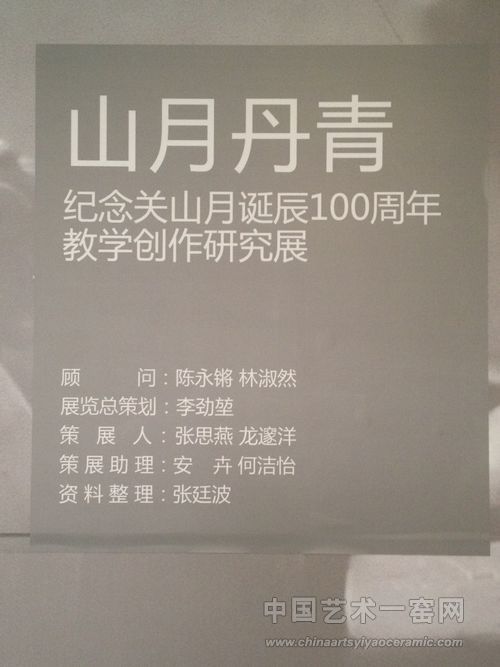 山月丹青
纪念关山月诞辰100周年
教学创作研究展
顾 问：陈永锵 林淑然
展览总策划：李劲堃
策 展 人：张思燕 龙邃洋
策展助理：安 卉 何洁怡
资料整理：张廷波
中国艺术一窑网
www.chinaartsyiyaoceramic.com